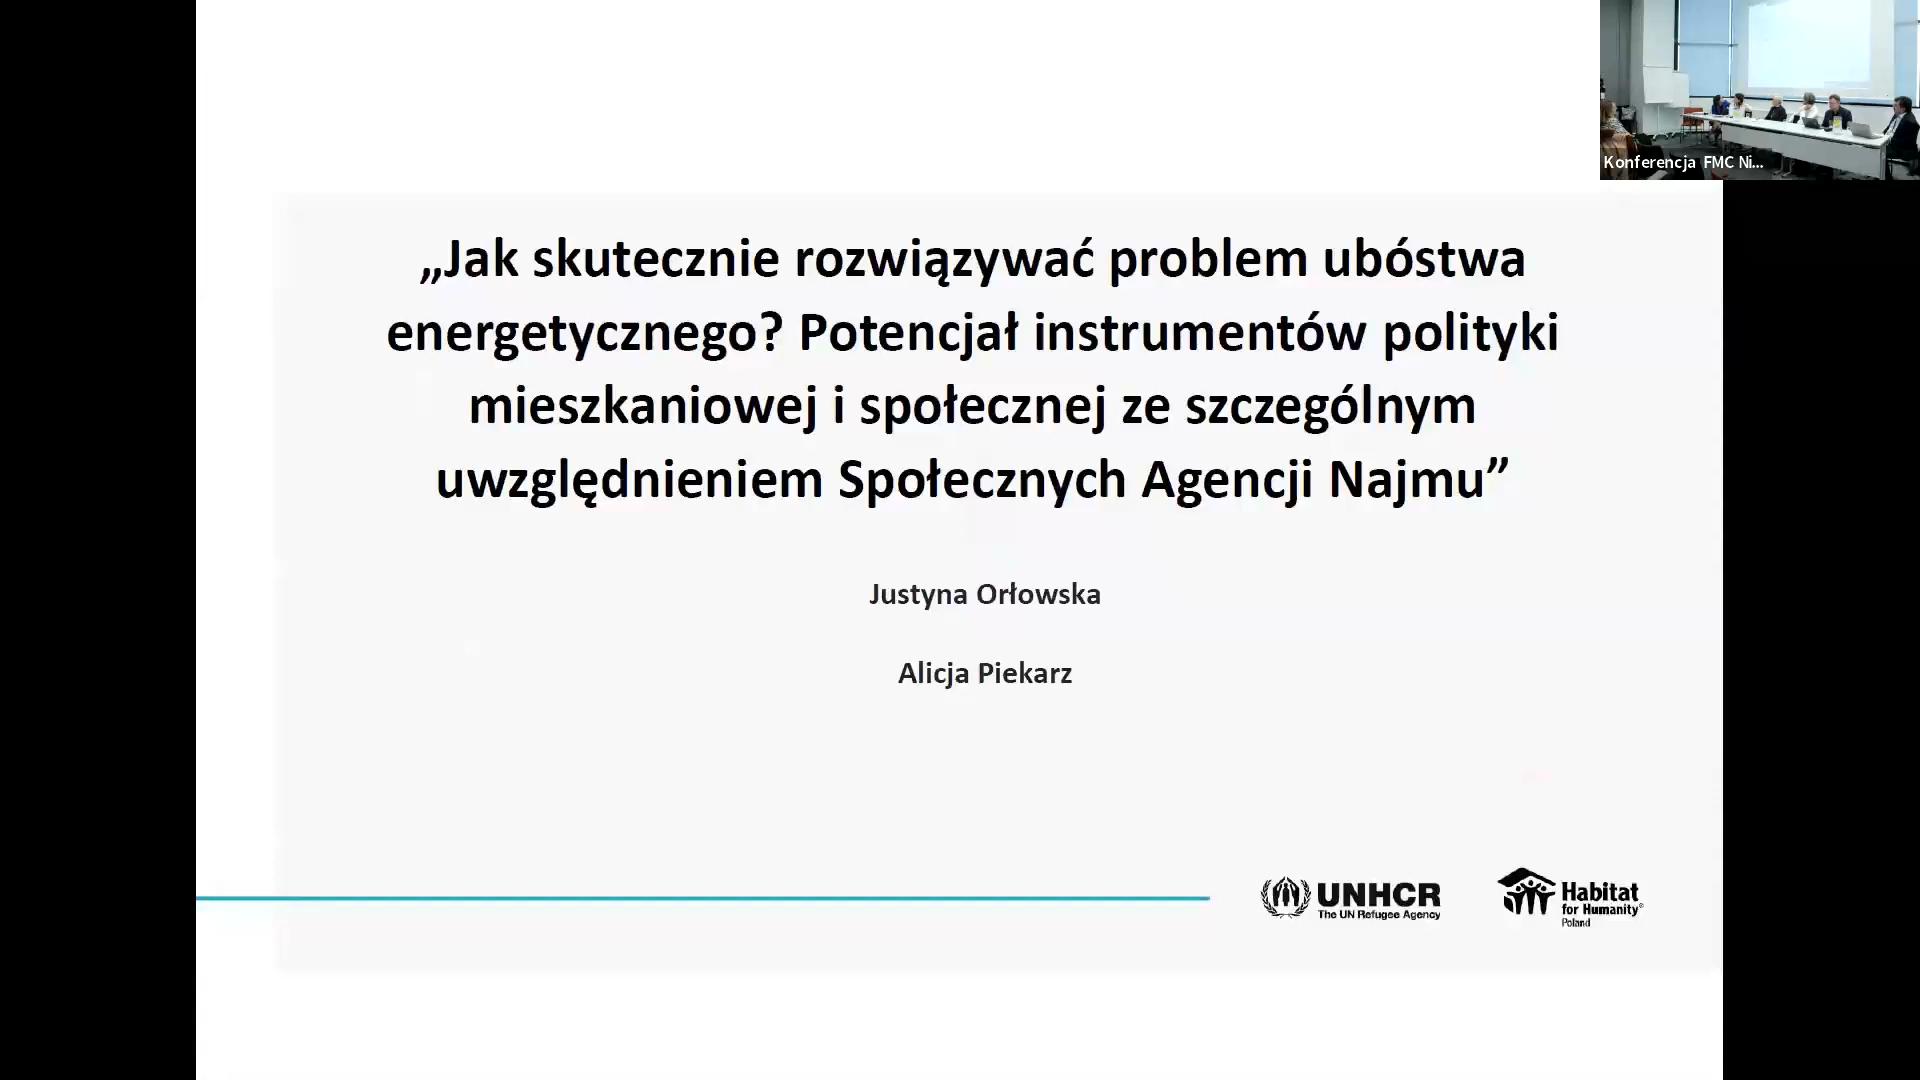 Konferencja FMC Ni...
„Jak skutecznie rozwiązywać problem ubóstwa
energetycznego? Potencjał instrumentów polityki
mieszkaniowej i społecznej ze szczególnym
uwzględnieniem Społecznych Agencji Najmu”
Justyna Orłowska
Alicja Piekarz
UNHCR
The UN Refugee Agency
Habitat
for Humanity®
Poland